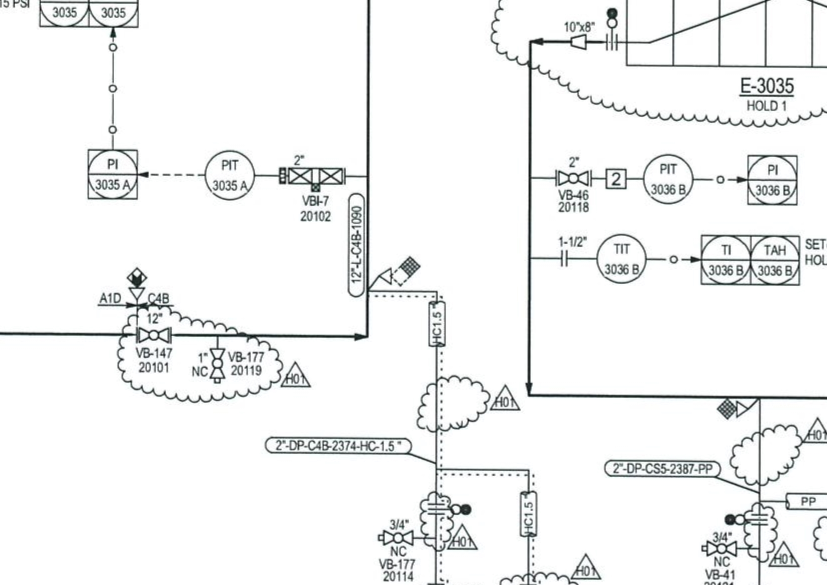 15 PSI
3035
3035
10"x8"
E-3035
HOLD 1
PI
3035 A
PIT
3035 A
2"
VBI-7
20102
12"-L-C4B-1090
2"
VB-46
20118
2
PIT
3036 B
PI
3036 B
1-1/2"
TIT
3036 B
TI
3036 B
TAH
3036 B
SET
HOL
A1D
C4B
12"
VB-147
20101
1"
NC
VB-177
20119
H01
HC1.5"
H01
H01
2"-DP-C4B-2374-HC-1.5 "
2"-DP-CS5-2387-PP
HC1.5"
PP
3/4"
NC
VB-177
20114
H01
H01
3/4"
NC
VB-41
H01